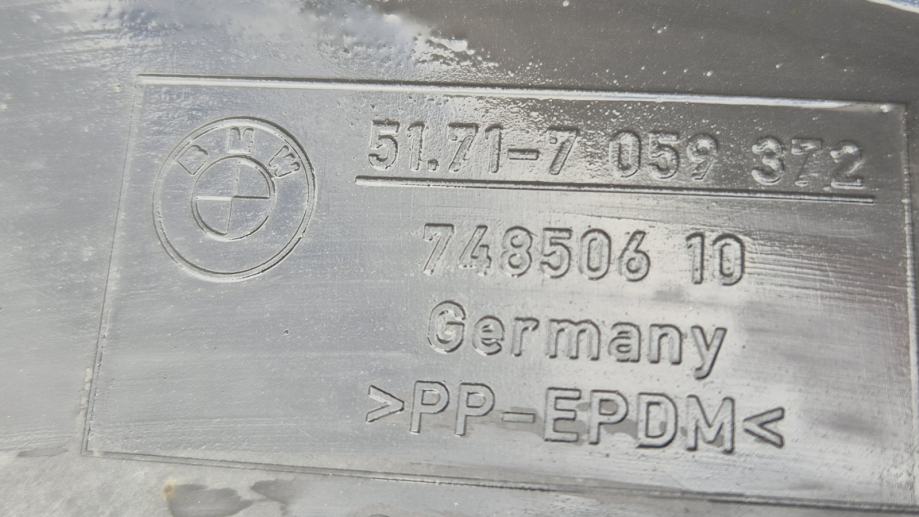 BMW
51.71-7 059 372
748506 10
Germany
>PP-EPDM<